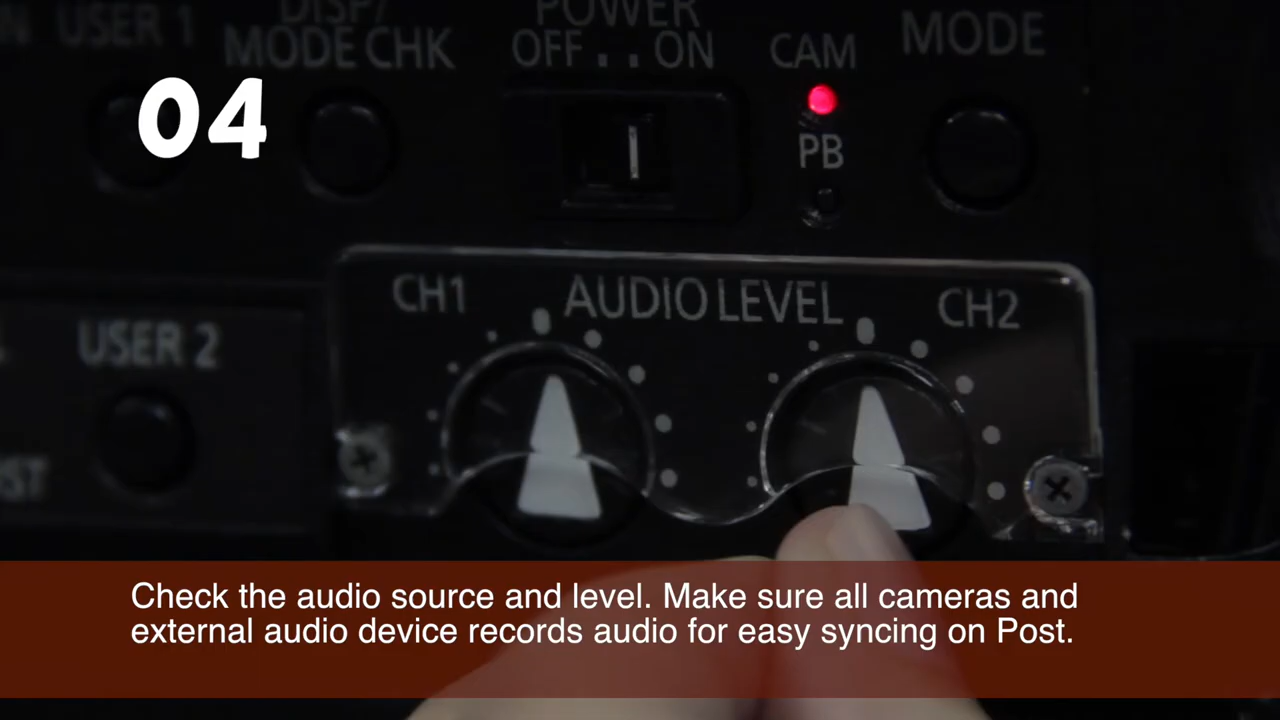 USER 1
DISP/
MODE CHK
POWER
OFF . . ON
CAM
MODE
04
PB
CH1
AUDIO LEVEL
CH2
USER 2
Check the audio source and level. Make sure all cameras and
external audio device records audio for easy syncing on Post.